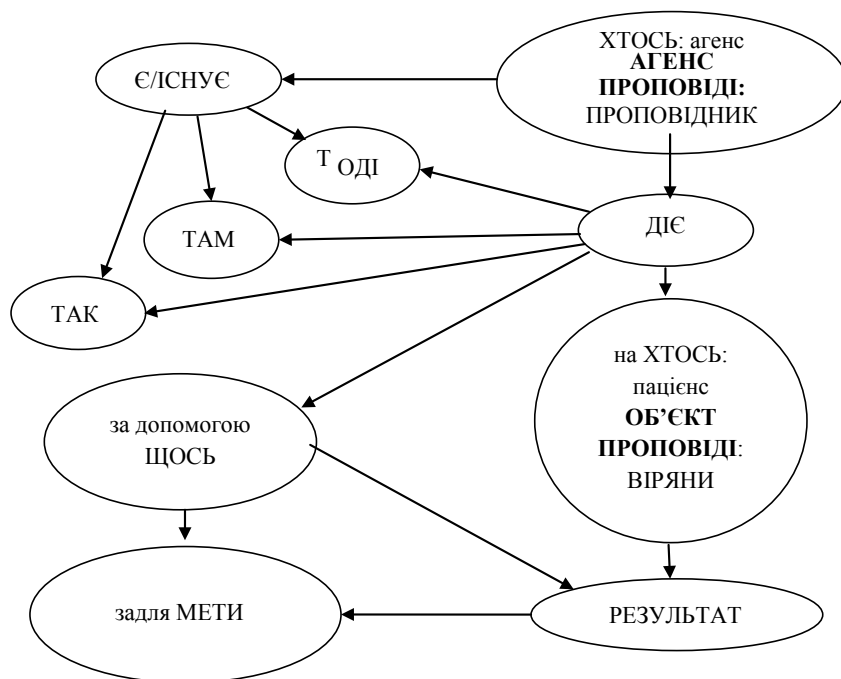 ХТОСЬ: агенс
АГЕНС
ПРОПОВІДІ:
ПРОПОВІДНИК
Є/ІСНУЄ
Т ОДІ
ТАМ
ДІЄ
ТАК
на ХТОСЬ:
пацієнс
ОБ’ЄКТ
ПРОПОВІДІ:
ВІРЯНИ
за допомогою
ЩОСЬ
задля МЕТИ
РЕЗУЛЬТАТ